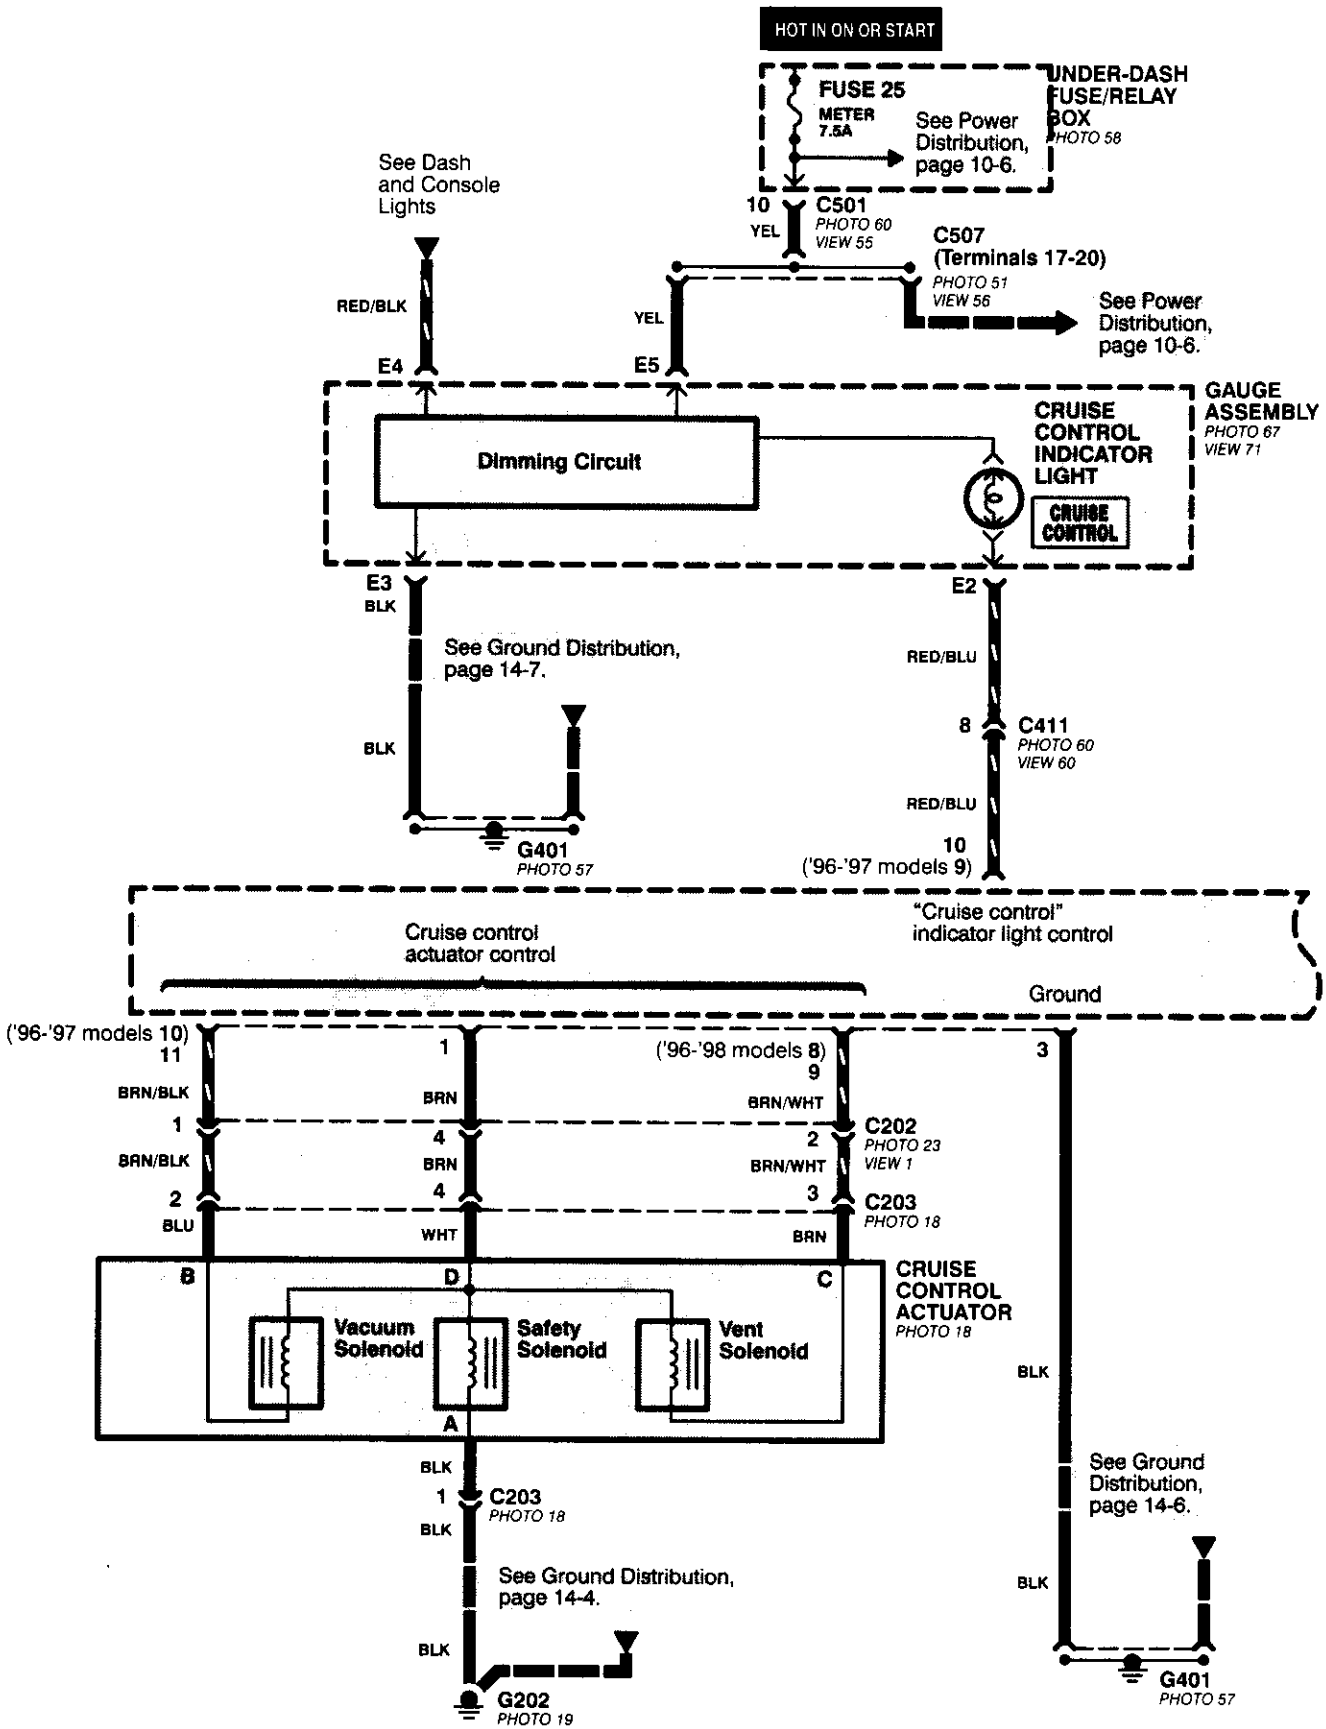 HOT IN ON OR START
UNDER-DASH
FUSE/RELAY
BOX
PHOTO 58
FUSE 25
METER
7.5A
See Power
Distribution,
page 10-6.
See Dash
and Console
Lights
10
C501
PHOTO 60
VIEW 55
YEL
C507
(Terminals 17-20)
PHOTO 51
VIEW 56
RED/BLK
YEL
See Power
Distribution,
page 10-6.
E4
E5
GAUGE
ASSEMBLY
PHOTO 67
VIEW 71
CRUISE
CONTROL
INDICATOR
LIGHT
Dimming Circuit
CRUISE
CONTROL
E3
BLK
E2
See Ground Distribution,
page 14-7.
RED/BLU
BLK
8
C411
PHOTO 60
VIEW 60
RED/BLU
G401
PHOTO 57
10
('96-'97 models 9)
"Cruise control"
indicator light control
Cruise control
actuator control
Ground
('96-'97 models 10)
11
1
('96-'98 models 8)
9
3
BRN/BLK
BRN
BRN/WHT
1
4
2
C202
PHOTO 23
VIEW 1
BRN/BLK
BRN
BRN/WHT
2
4
3
C203
PHOTO 18
BLU
WHT
BRN
B
D
C
CRUISE
CONTROL
ACTUATOR
PHOTO 18
Vacuum
Solenoid
Safety
Solenoid
Vent
Solenoid
BLK
A
BLK
1
C203
PHOTO 18
BLK
See Ground
Distribution,
page 14-6.
See Ground Distribution,
page 14-4.
BLK
BLK
G202
PHOTO 19
G401
PHOTO 57